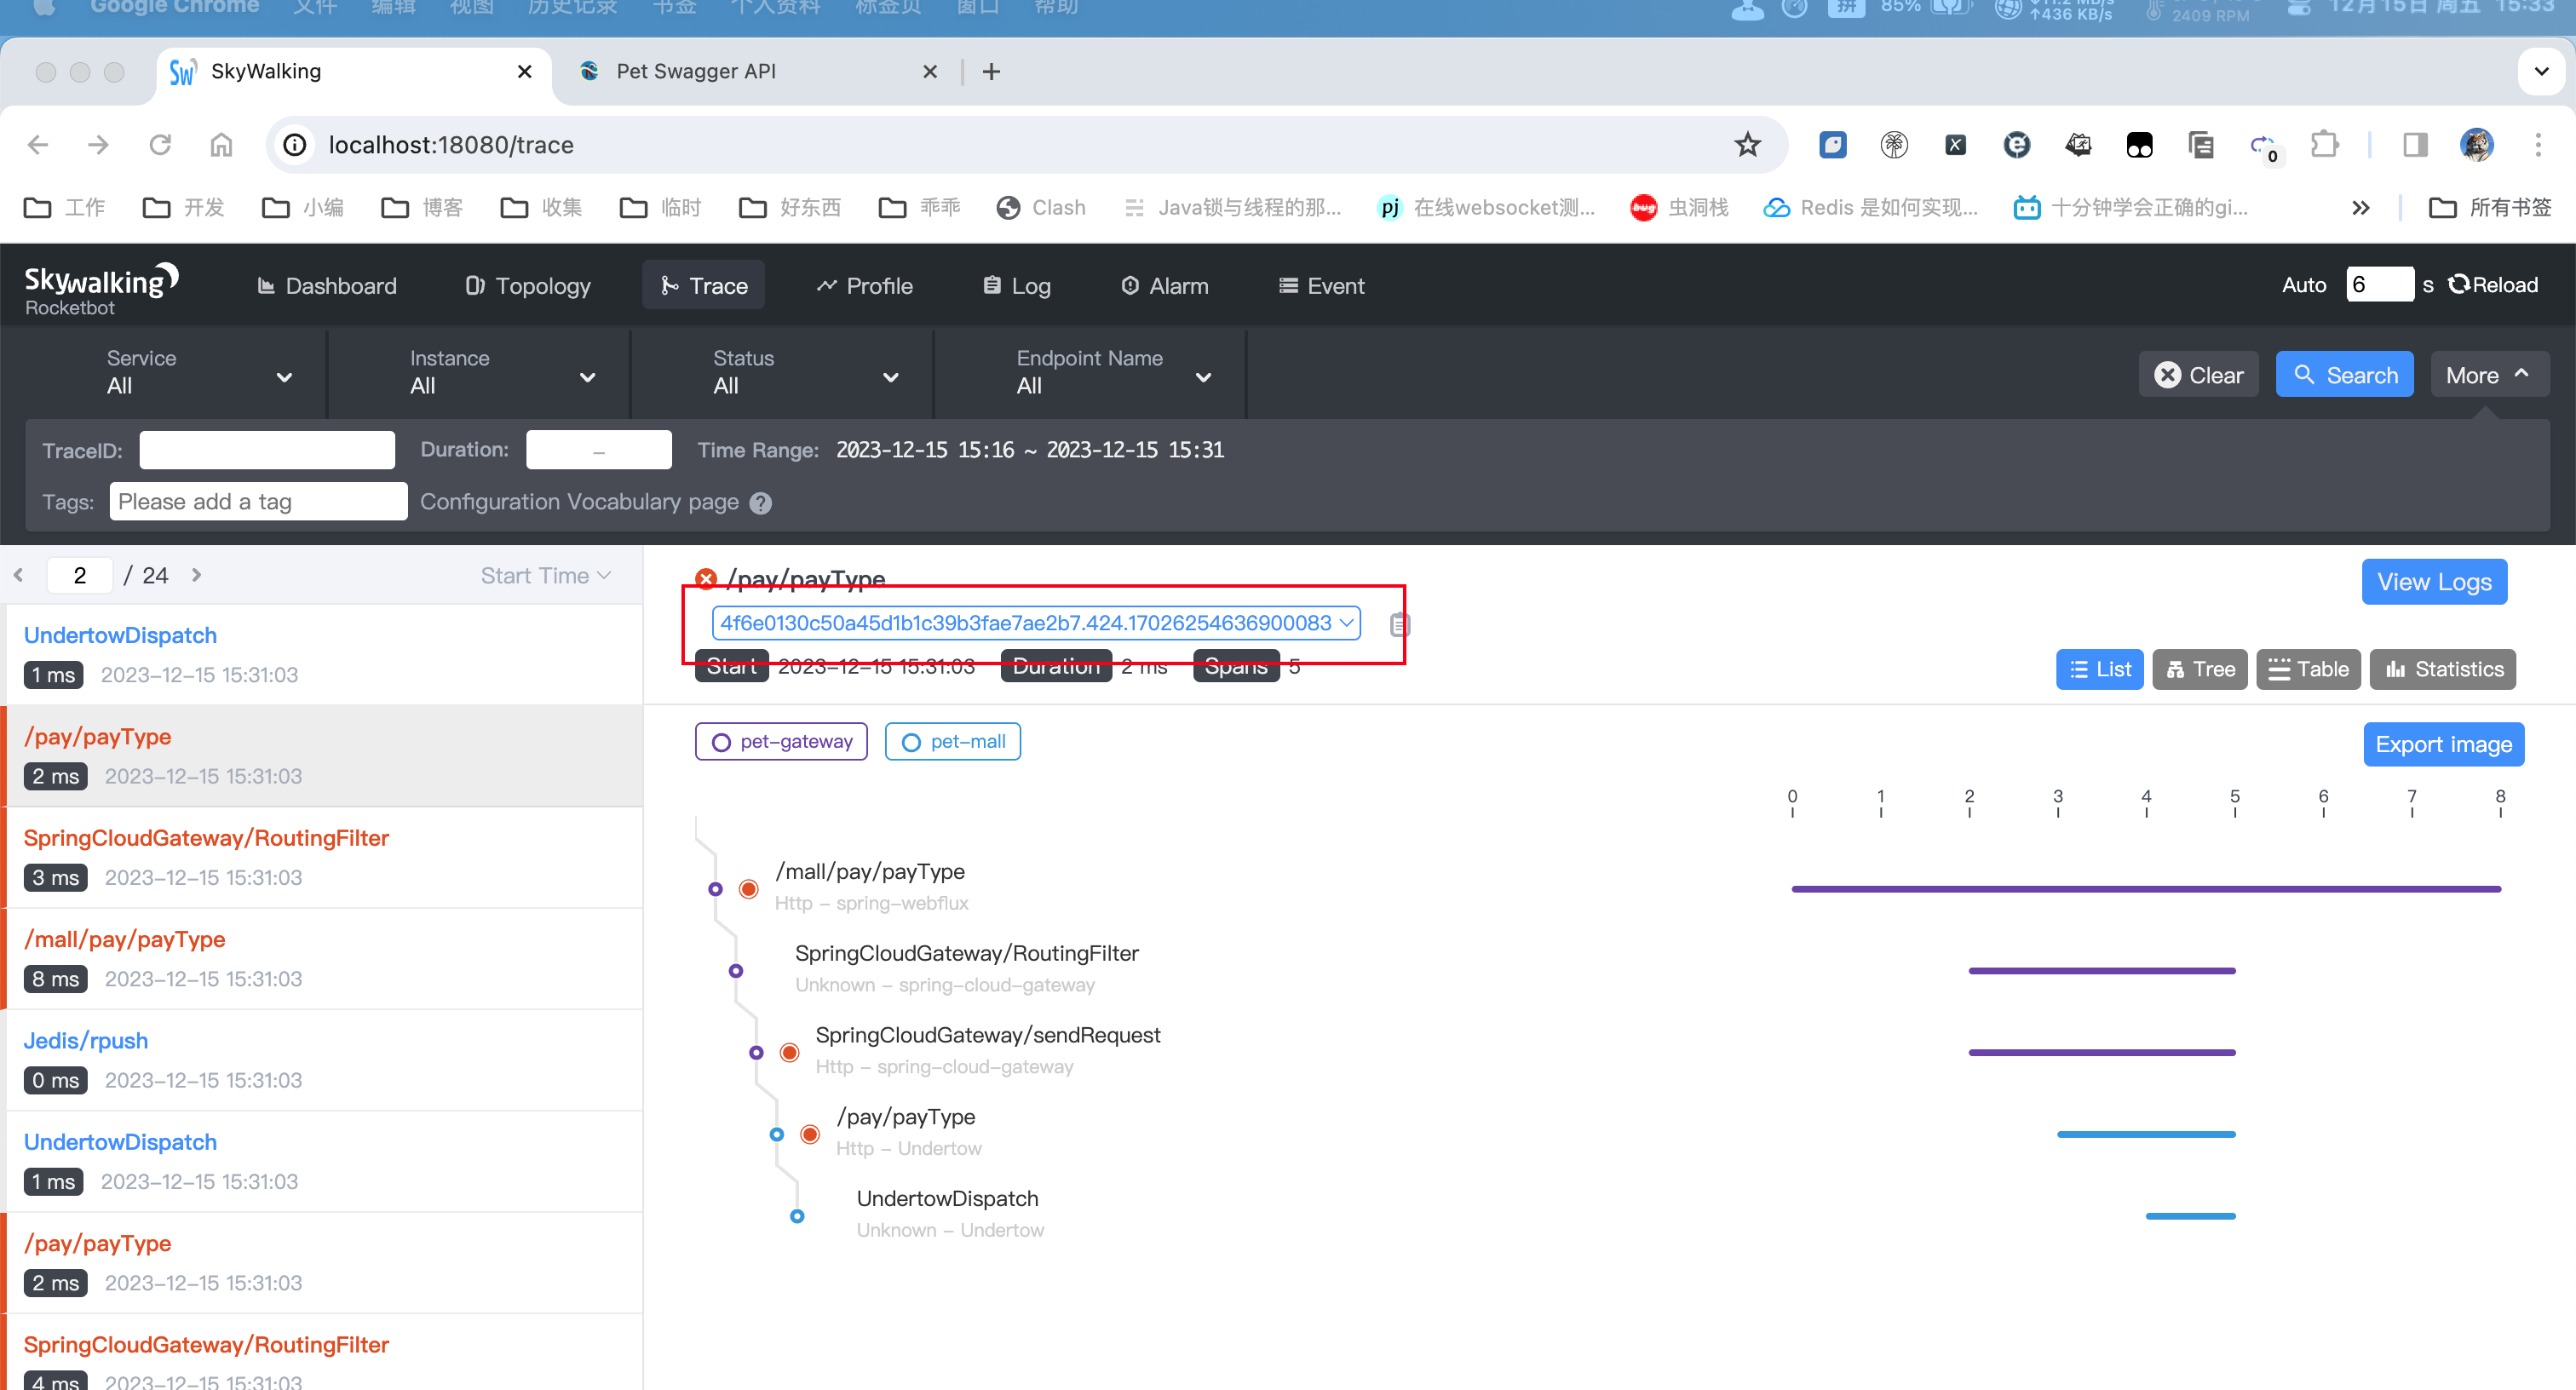 Google Chrome 文件 编辑 视图 历史记录 书签 个人资料 标签页 窗口 帮助 拼 85% 12月15日 周五 15:33
↑436 KB/s 2409 RPM
SkyWalking Pet Swagger API
localhost:18080/trace 0
工作 开发 小编 博客 收集 临时 好东西 乖乖 Clash Java锁与线程的那... pj 在线websocket测... 虫洞栈 Redis 是如何实现... 十分钟学会正确的gi... 所有书签
Skywalking Dashboard Topology Trace Profile Log Alarm Event Auto 6 s Reload
Rocketbot
Service Instance Status Endpoint Name
All All All All
Clear Search More
TraceID: Duration: – Time Range: 2023-12-15 15:16 ~ 2023-12-15 15:31
Tags: Please add a tag Configuration Vocabulary page ?
2 / 24 Start Time
UndertowDispatch
1 ms 2023-12-15 15:31:03
/pay/payType
2 ms 2023-12-15 15:31:03
SpringCloudGateway/RoutingFilter
3 ms 2023-12-15 15:31:03
/mall/pay/payType
8 ms 2023-12-15 15:31:03
Jedis/rpush
0 ms 2023-12-15 15:31:03
UndertowDispatch
1 ms 2023-12-15 15:31:03
/pay/payType
2 ms 2023-12-15 15:31:03
SpringCloudGateway/RoutingFilter
4 ms 2023-12-15 15:31:03
/pay/payType
View Logs
4f6e0130c50a45d1b1c39b3fae7ae2b7.424.17026254636900083
Start 2023-12-15 15:31:03 Duration 2 ms Spans 5
List Tree Table Statistics
pet-gateway pet-mall
Export image
0 1 2 3 4 5 6 7 8
/mall/pay/payType
Http - spring-webflux
SpringCloudGateway/RoutingFilter
Unknown - spring-cloud-gateway
SpringCloudGateway/sendRequest
Http - spring-cloud-gateway
/pay/payType
Http - Undertow
UndertowDispatch
Unknown - Undertow